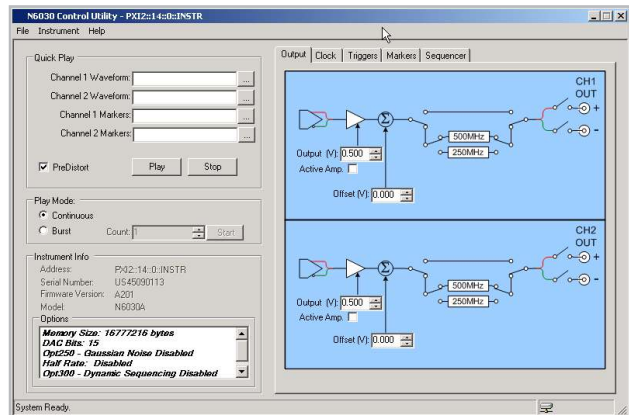 N6030 Control Utility - PXI2::14::0::INSTR
File Instrument Help
Quick Play
Channel 1 Waveform:
...
Channel 2 Waveform:
...
Channel 1 Markers:
...
Channel 2 Markers:
...
PreDistort
Play
Stop
Play Mode:
Continuous
Burst
Count: 1
Start
Instrument Info
Address: PXI2::14::0::INSTR
Serial Number: US45090113
Firmware Version: A201
Model: N6030A
Options
Memory Size: 16777216 bytes
DAC Bits: 15
Opt250 - Gaussian Noise Disabled
Half Rate: Disabled
Opt300 - Dynamic Sequencing Disabled
Output Clock Triggers Markers Sequencer
CH1
OUT
+
-
Σ
500MHz
250MHz
Output (V): 0.500
Active Amp.
Offset (V): 0.000
CH2
OUT
+
-
Σ
500MHz
250MHz
Output (V): 0.500
Active Amp.
Offset (V): 0.000
System Ready.